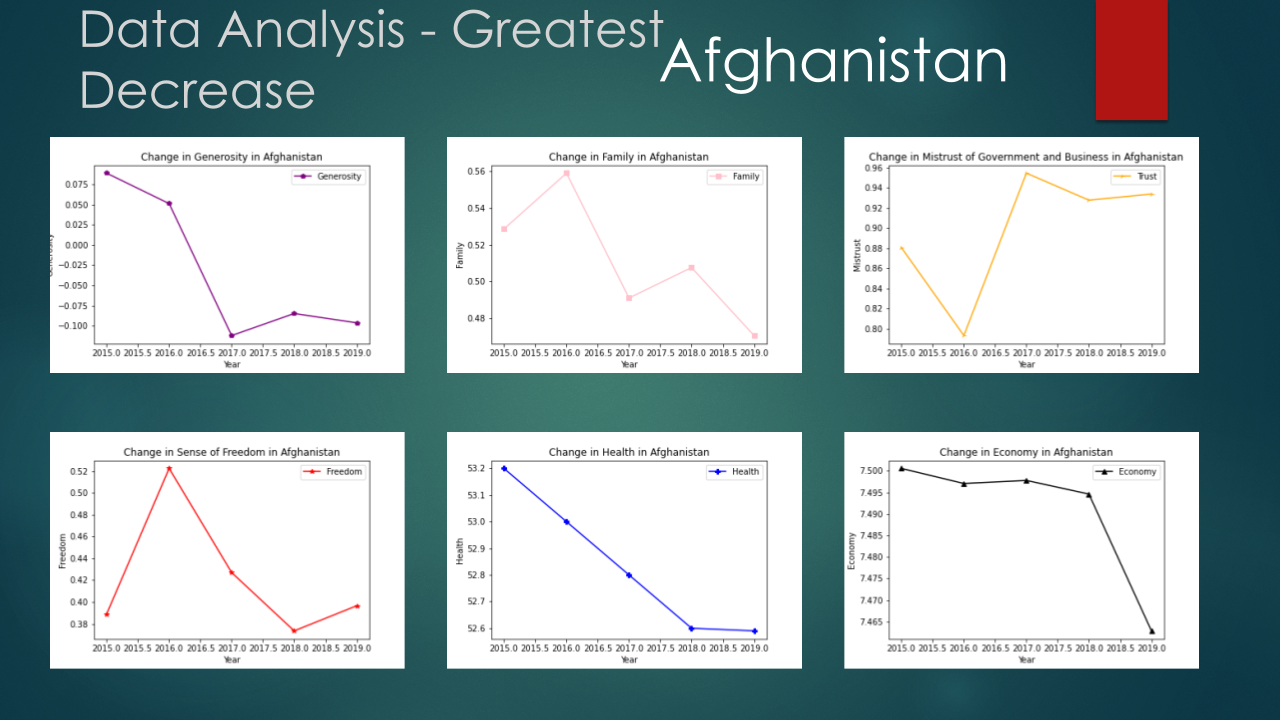 Data Analysis - Greatest
Decrease
Afghanistan
Change in Generosity in Afghanistan
Generosity
0.075
0.050
0.025
0.000
−0.025
−0.050
−0.075
−0.100
Generosity
2015.0 2015.5 2016.0 2016.5 2017.0 2017.5 2018.0 2018.5 2019.0
Year
Change in Family in Afghanistan
Family
0.56
0.54
0.52
0.50
0.48
Family
2015.0 2015.5 2016.0 2016.5 2017.0 2017.5 2018.0 2018.5 2019.0
Year
Change in Mistrust of Government and Business in Afghanistan
Trust
0.96
0.94
0.92
0.90
0.88
0.86
0.84
0.82
0.80
Mistrust
2015.0 2015.5 2016.0 2016.5 2017.0 2017.5 2018.0 2018.5 2019.0
Year
Change in Sense of Freedom in Afghanistan
Freedom
0.52
0.50
0.48
0.46
0.44
0.42
0.40
0.38
Freedom
2015.0 2015.5 2016.0 2016.5 2017.0 2017.5 2018.0 2018.5 2019.0
Year
Change in Health in Afghanistan
Health
53.2
53.1
53.0
52.9
52.8
52.7
52.6
Health
2015.0 2015.5 2016.0 2016.5 2017.0 2017.5 2018.0 2018.5 2019.0
Year
Change in Economy in Afghanistan
Economy
7.500
7.495
7.490
7.485
7.480
7.475
7.470
7.465
Economy
2015.0 2015.5 2016.0 2016.5 2017.0 2017.5 2018.0 2018.5 2019.0
Year